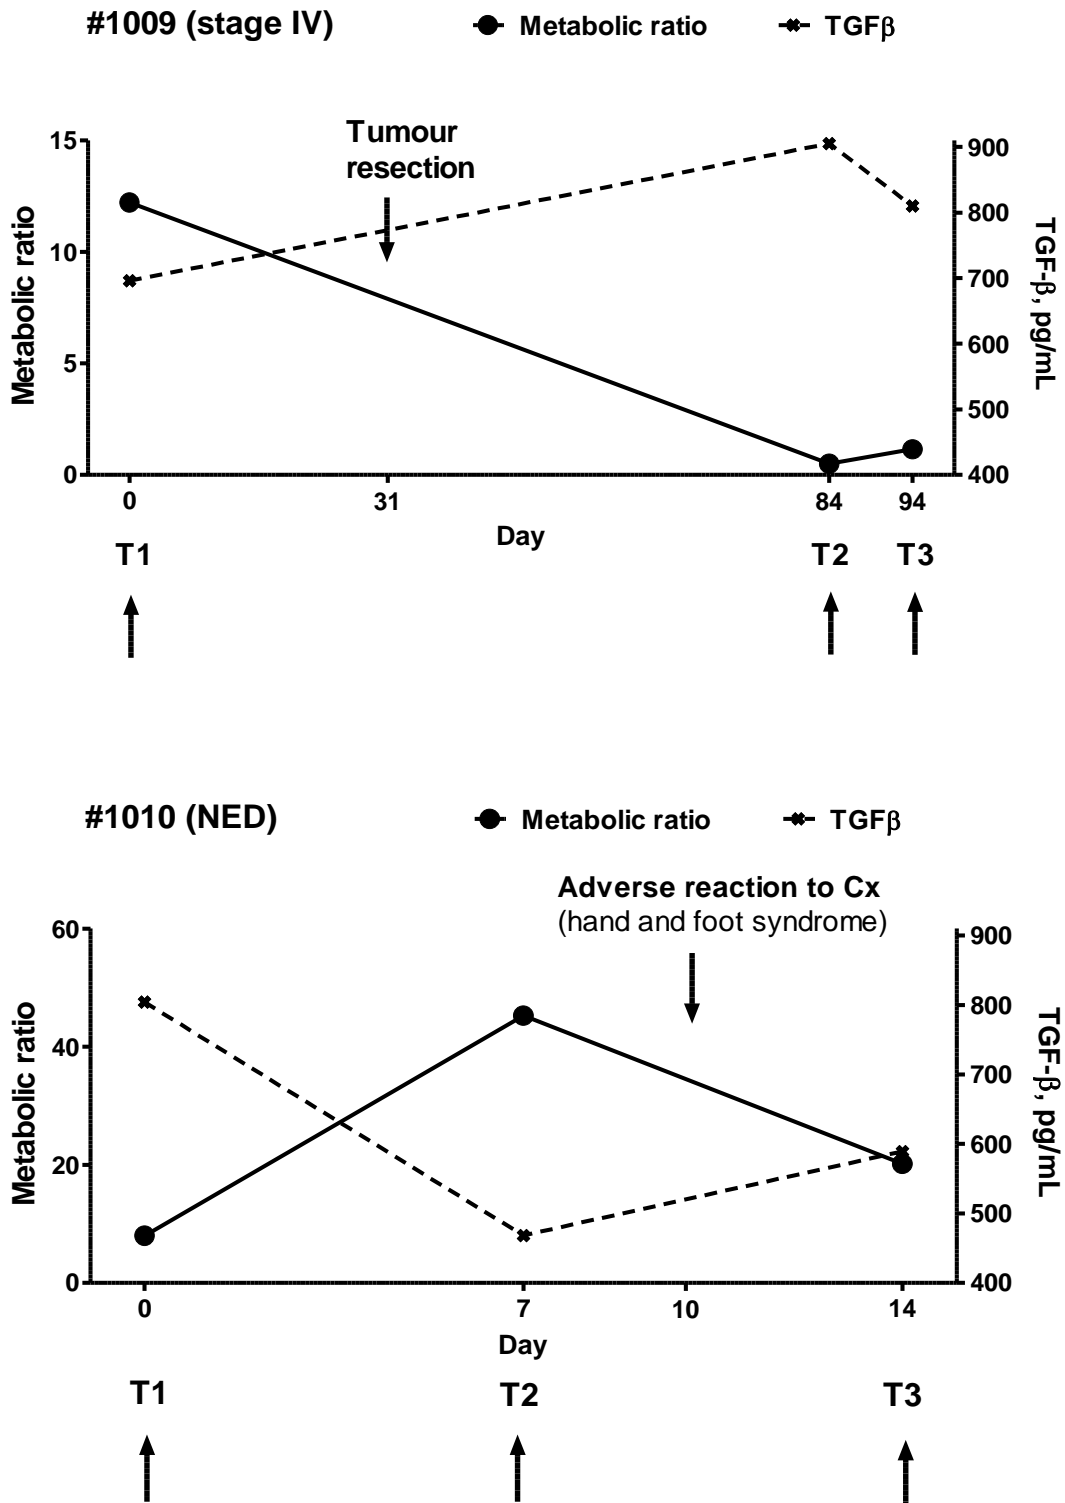 #1009 (stage IV)
Metabolic ratio
TGFβ
Tumour
resection
15
10
5
0
Metabolic ratio
900
800
700
600
500
400
TGF-β, pg/mL
0 31 84 94
Day
T1 T2 T3
#1010 (NED)
Metabolic ratio
TGFβ
Adverse reaction to Cx
(hand and foot syndrome)
60
40
20
0
Metabolic ratio
900
800
700
600
500
400
TGF-β, pg/mL
0 7 10 14
Day
T1 T2 T3